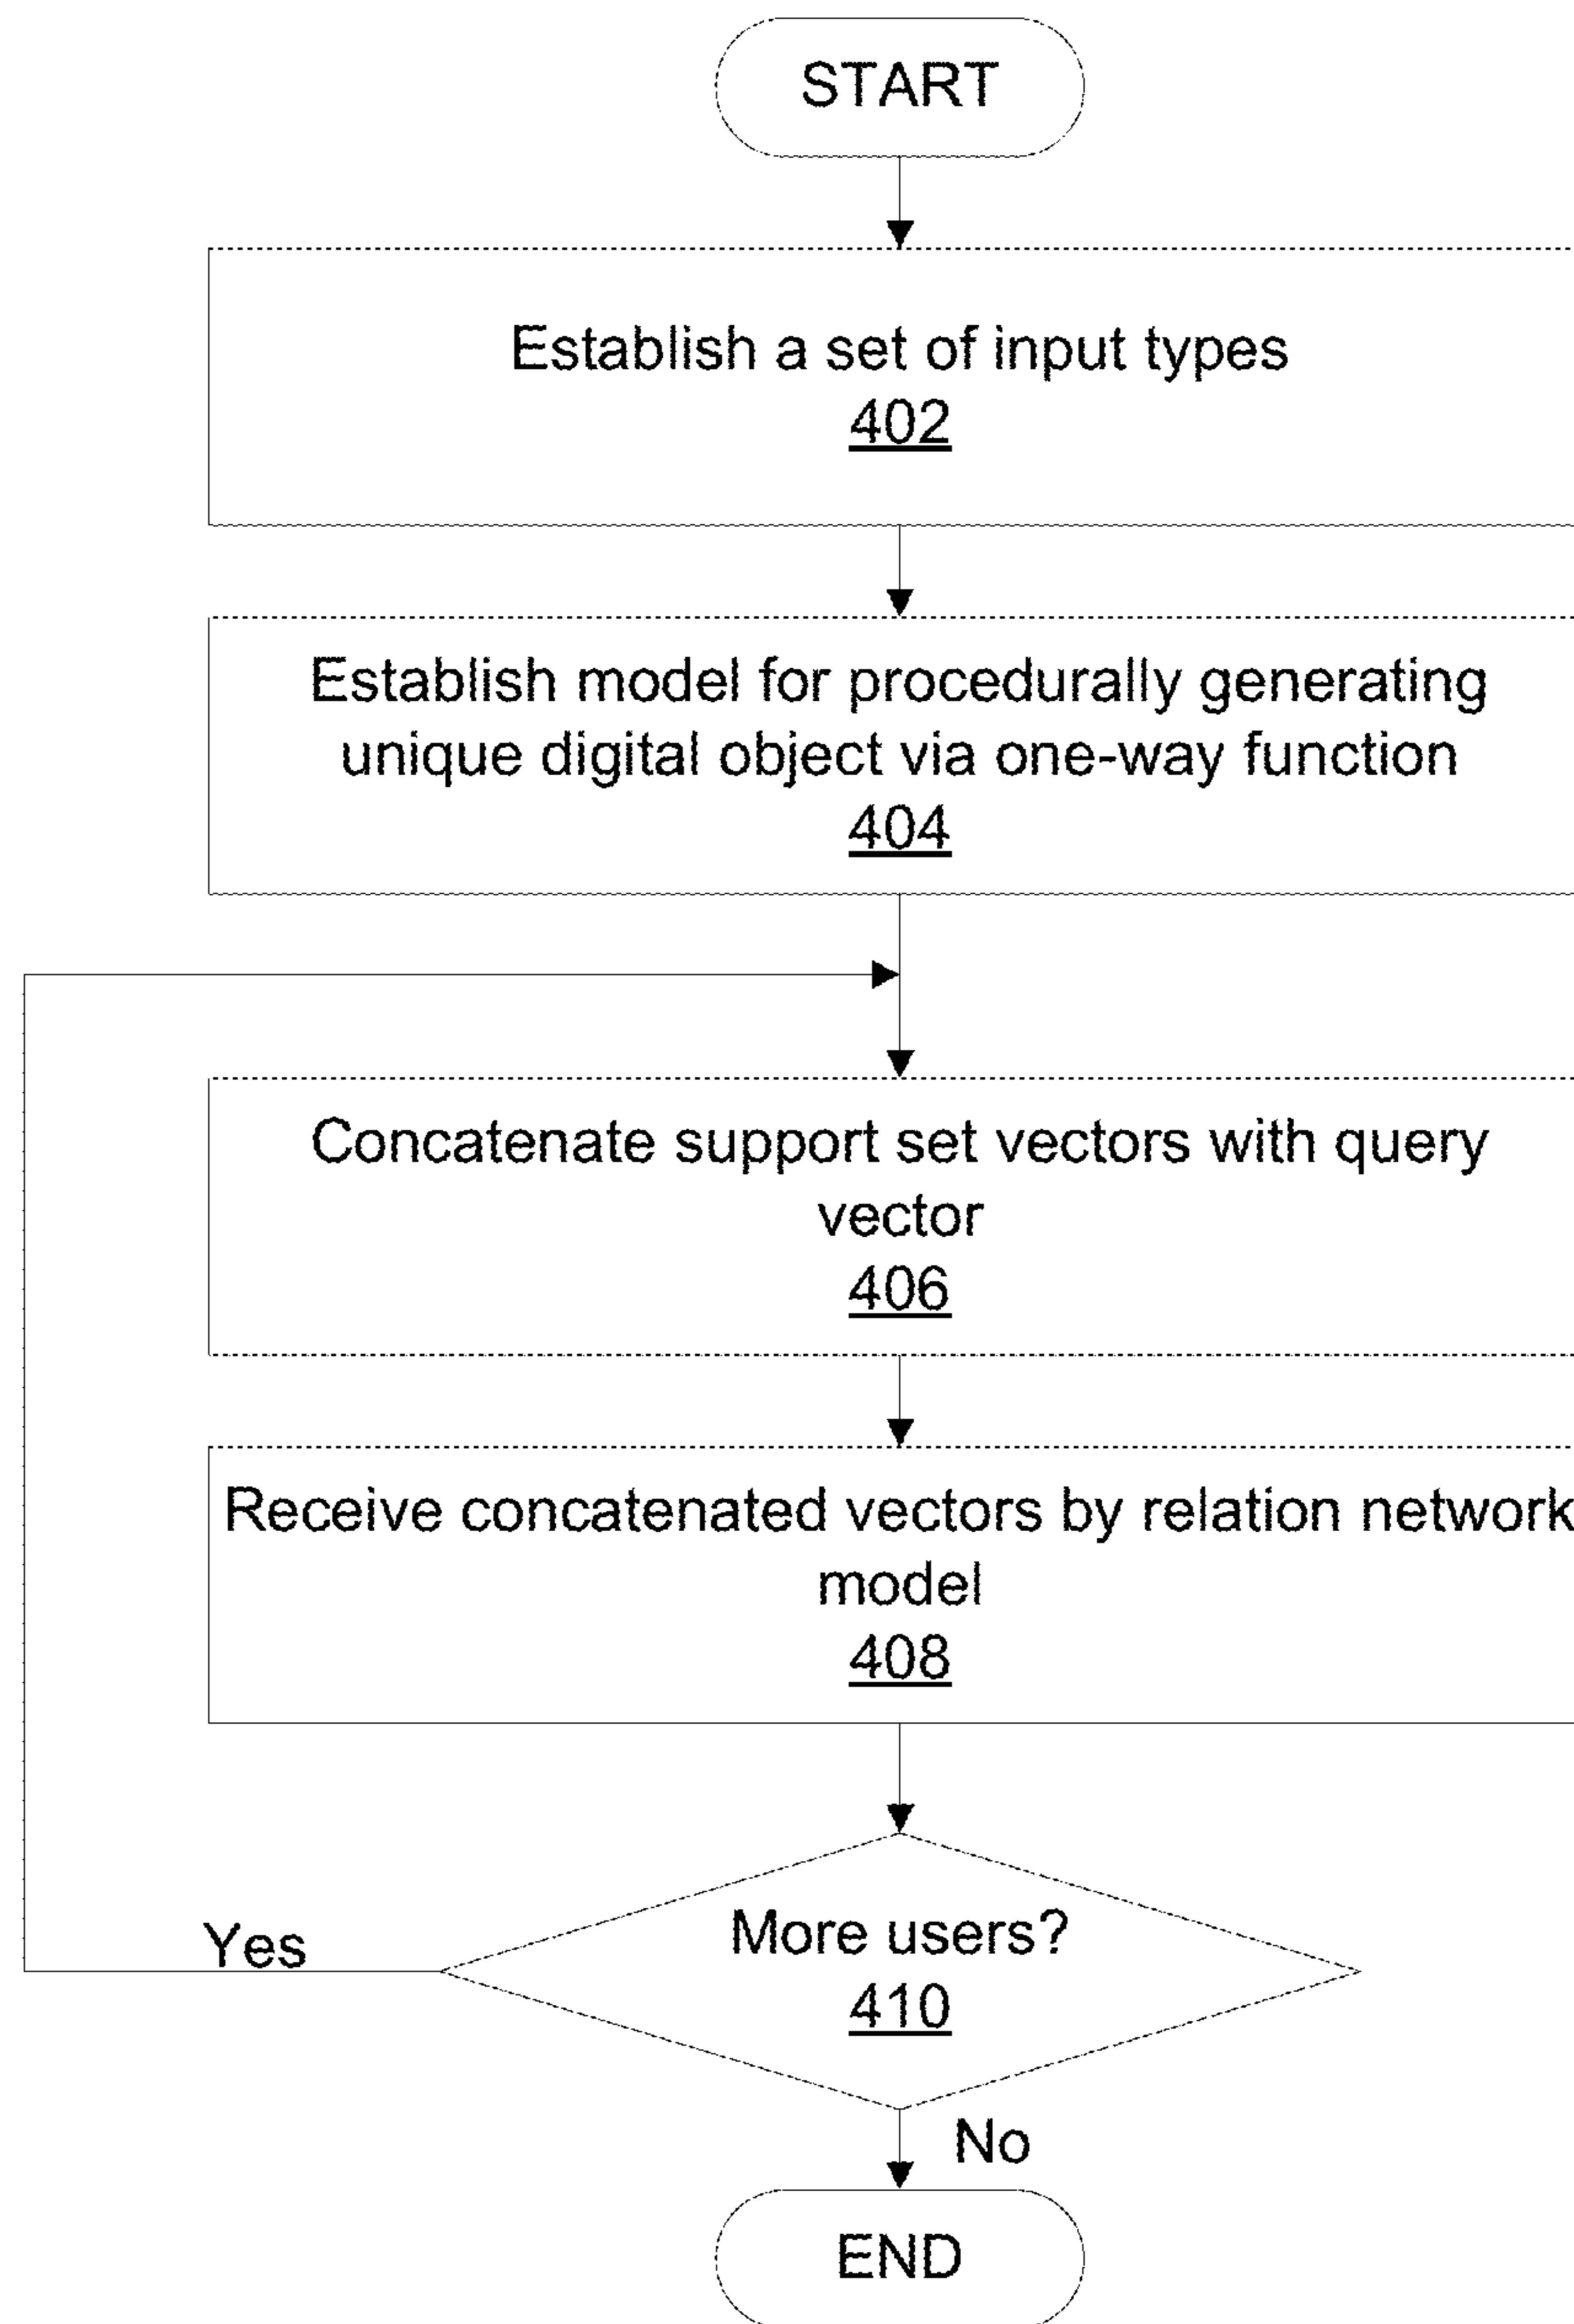 START
Establish a set of input types
402
Establish model for procedurally generating
unique digital object via one-way function
404
Concatenate support set vectors with query
vector
406
Receive concatenated vectors by relation network
model
408
More users?
410
Yes
No
END